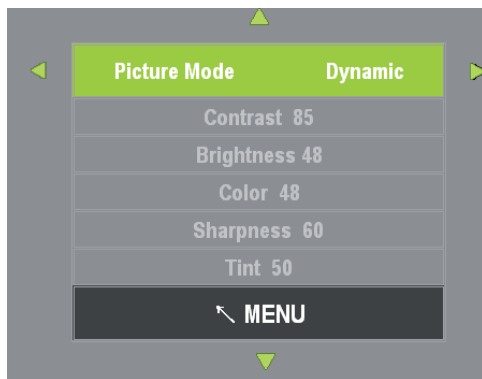 Picture Mode Dynamic
Contrast 85
Brightness 48
Color 48
Sharpness 60
Tint 50
MENU